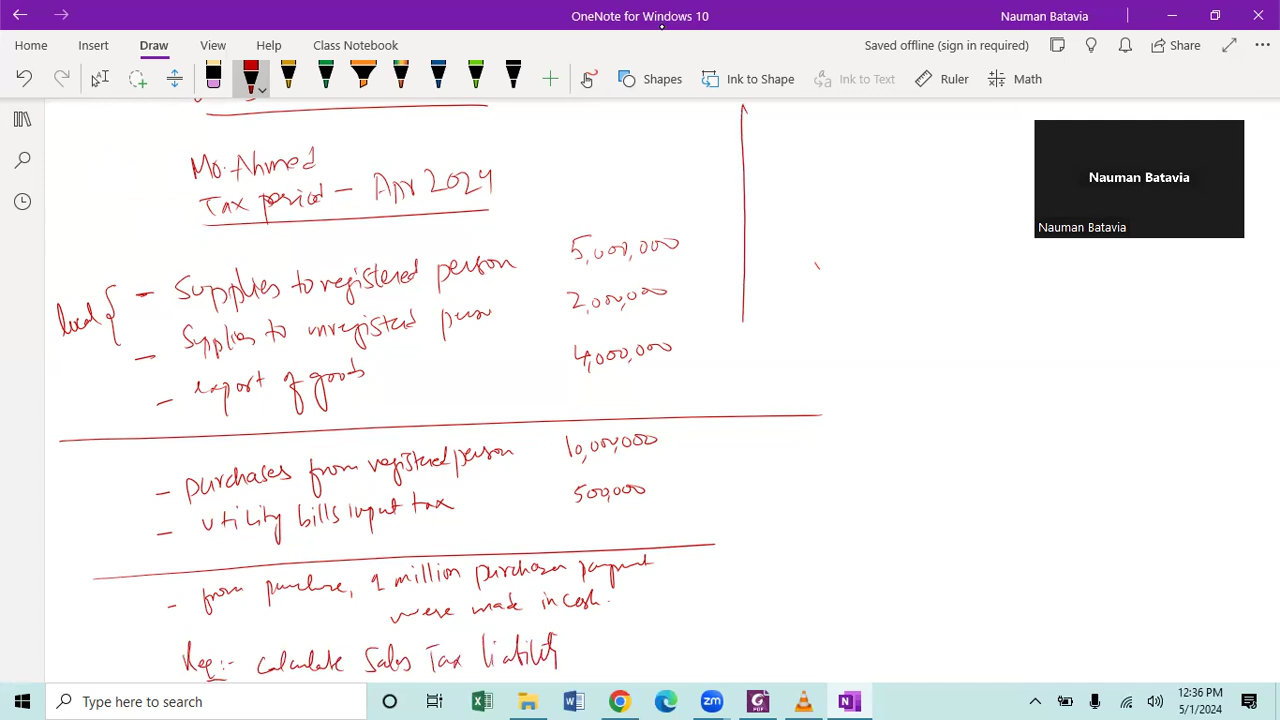 OneNote for Windows 10
Nauman Batavia
Home Insert Draw View Help Class Notebook
Saved offline (sign in required) Share
Shapes Ink to Shape Ink to Text Ruler Math
Mr. Ahmed
Tax period - Apr 2024
local { - Supplies to registered person 5,000,000
- Supplies to unregistered person 2,000,000
- export of goods 4,000,000
- purchases from registered person 10,000,000
- utility bills input tax 500,000
- from purchase, million purchases payment
were made in cash.
Req:- calculate Sales Tax liability
Nauman Batavia
Nauman Batavia
Type here to search
12:36 PM
5/1/2024